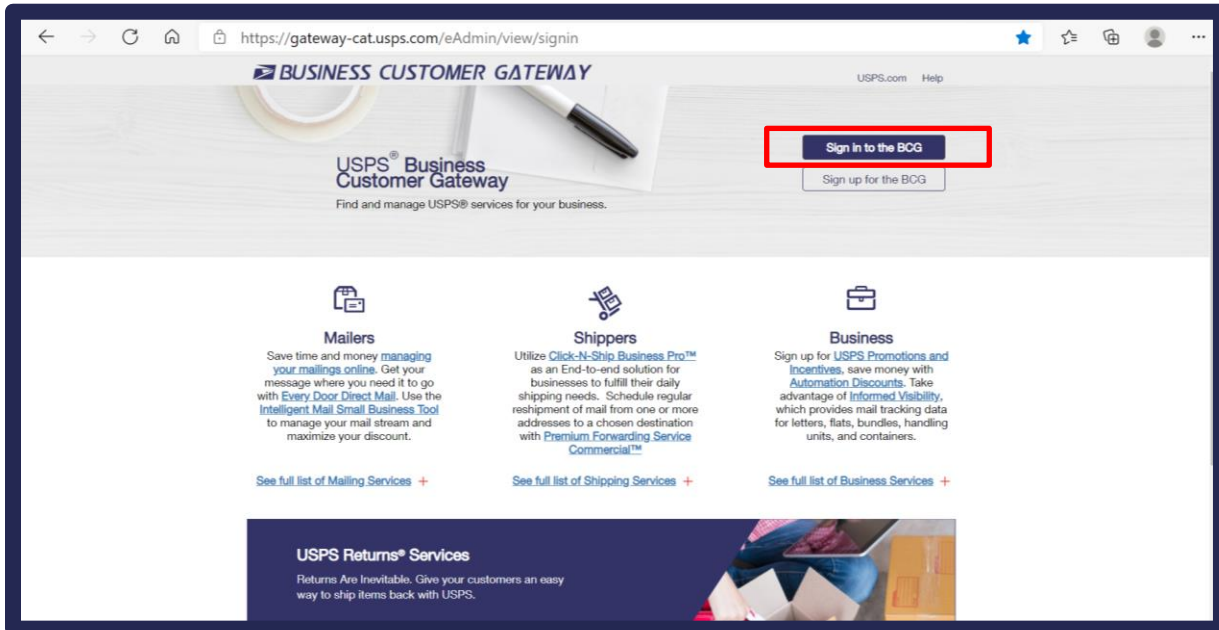 https://gateway-cat.usps.com/eAdmin/view/signin
BUSINESS CUSTOMER GATEWAY
USPS.com Help
Sign in to the BCG
Sign up for the BCG
USPS® Business
Customer Gateway
Find and manage USPS® services for your business.
Mailers
Save time and money managing
your mailings online. Get your
message where you need it to go
with Every Door Direct Mail. Use the
Intelligent Mail Small Business Tool
to manage your mail stream and
maximize your discount.
See full list of Mailing Services +
Shippers
Utilize Click-N-Ship Business Pro™
as an End-to-end solution for
businesses to fulfill their daily
shipping needs. Schedule regular
reshipment of mail from one or more
addresses to a chosen destination
with Premium Forwarding Service
Commercial™
See full list of Shipping Services +
Business
Sign up for USPS Promotions and
Incentives, save money with
Automation Discounts. Take
advantage of Informed Visibility,
which provides mail tracking data
for letters, flats, bundles, handling
units, and containers.
See full list of Business Services +
USPS Returns® Services
Returns Are Inevitable. Give your customers an easy
way to ship items back with USPS.